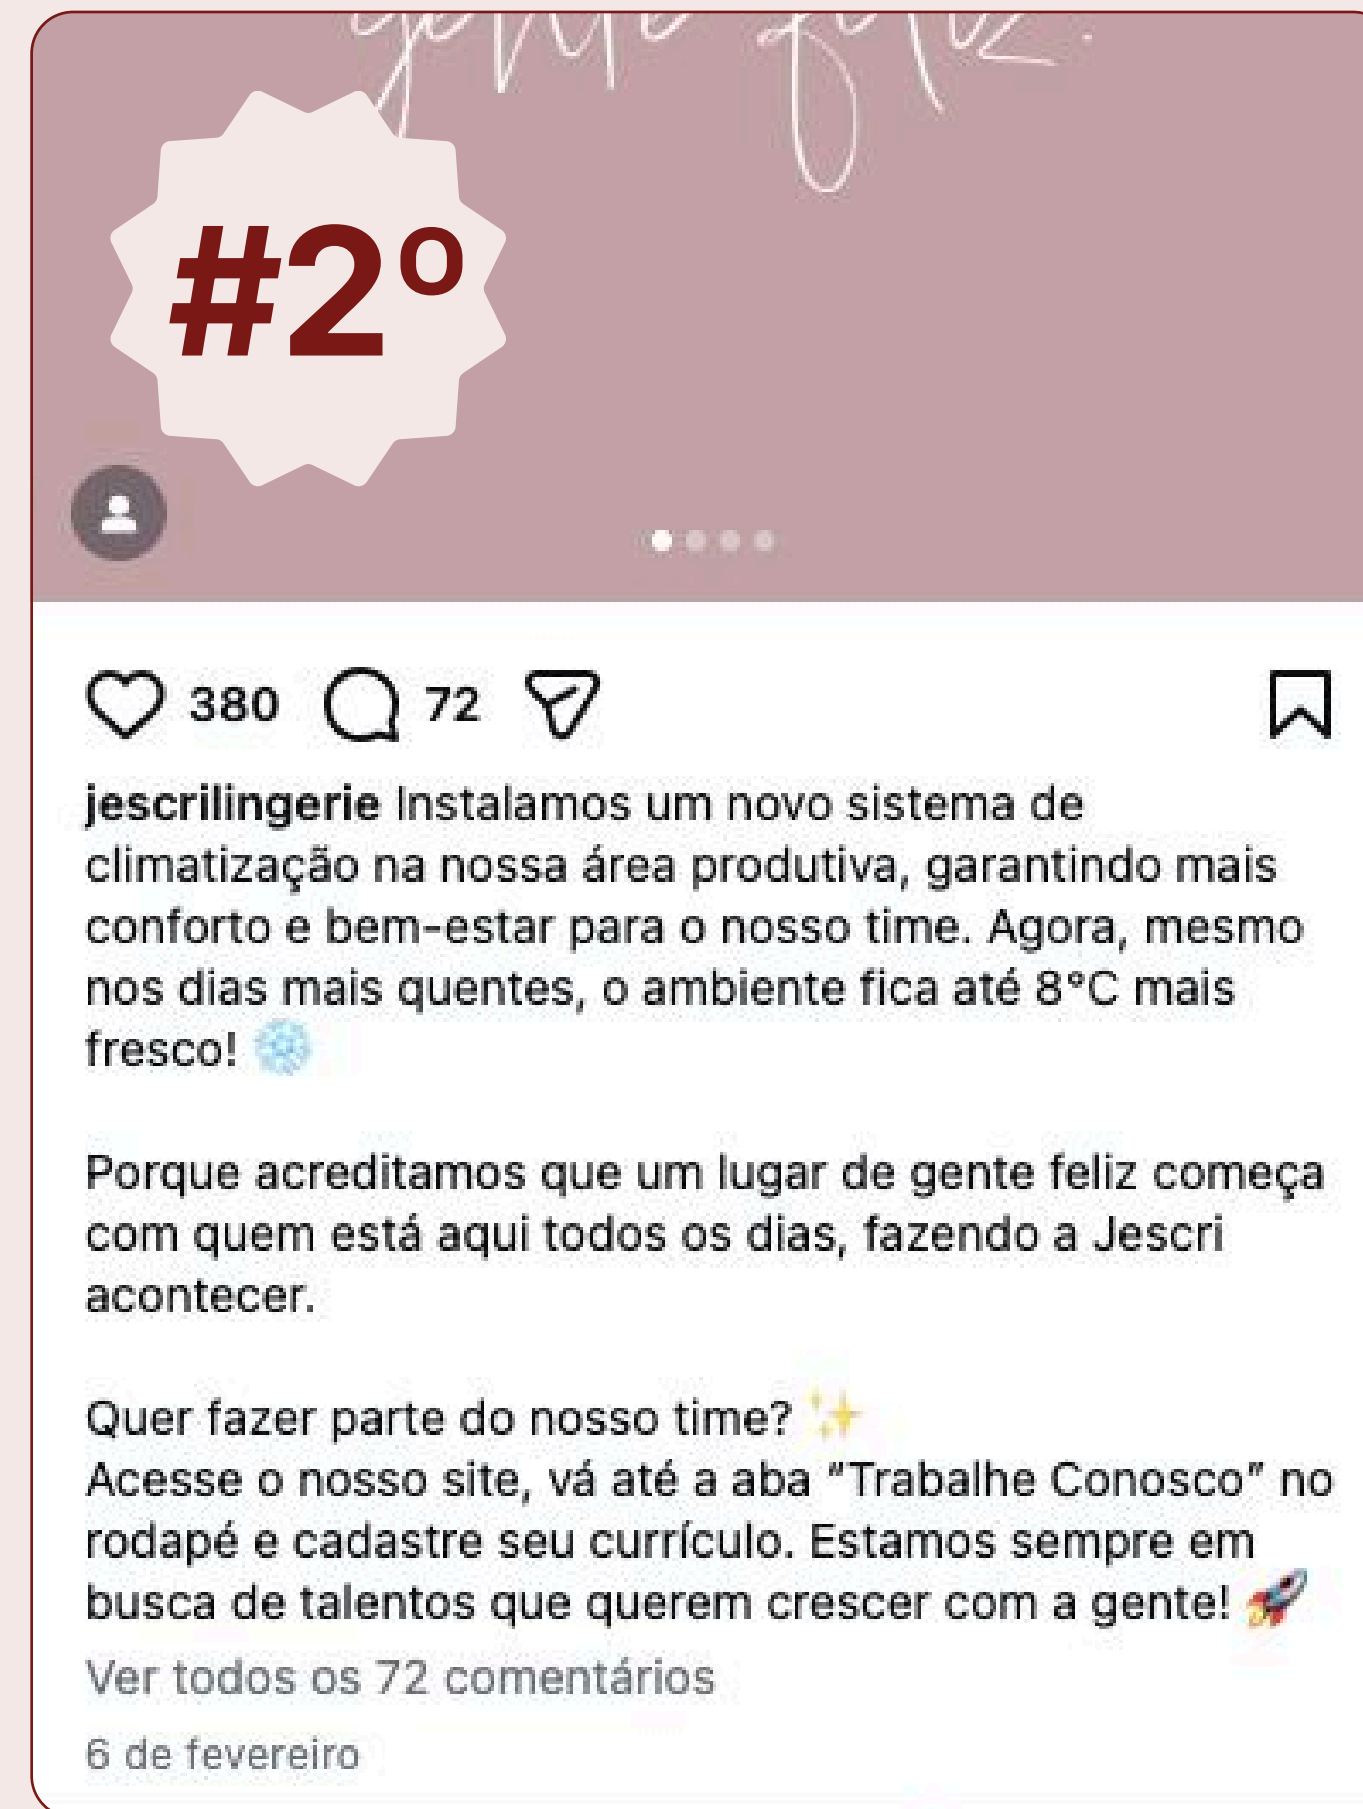 gente feliz.
#2º
380 72
jescrilingerie Instalamos um novo sistema de
climatização na nossa área produtiva, garantindo mais
conforto e bem-estar para o nosso time. Agora, mesmo
nos dias mais quentes, o ambiente fica até 8°C mais
fresco! ❄️
Porque acreditamos que um lugar de gente feliz começa
com quem está aqui todos os dias, fazendo a Jescri
acontecer.
Quer fazer parte do nosso time? ✨
Acesse o nosso site, vá até a aba “Trabalhe Conosco” no
rodapé e cadastre seu currículo. Estamos sempre em
busca de talentos que querem crescer com a gente! 🚀
Ver todos os 72 comentários
6 de fevereiro